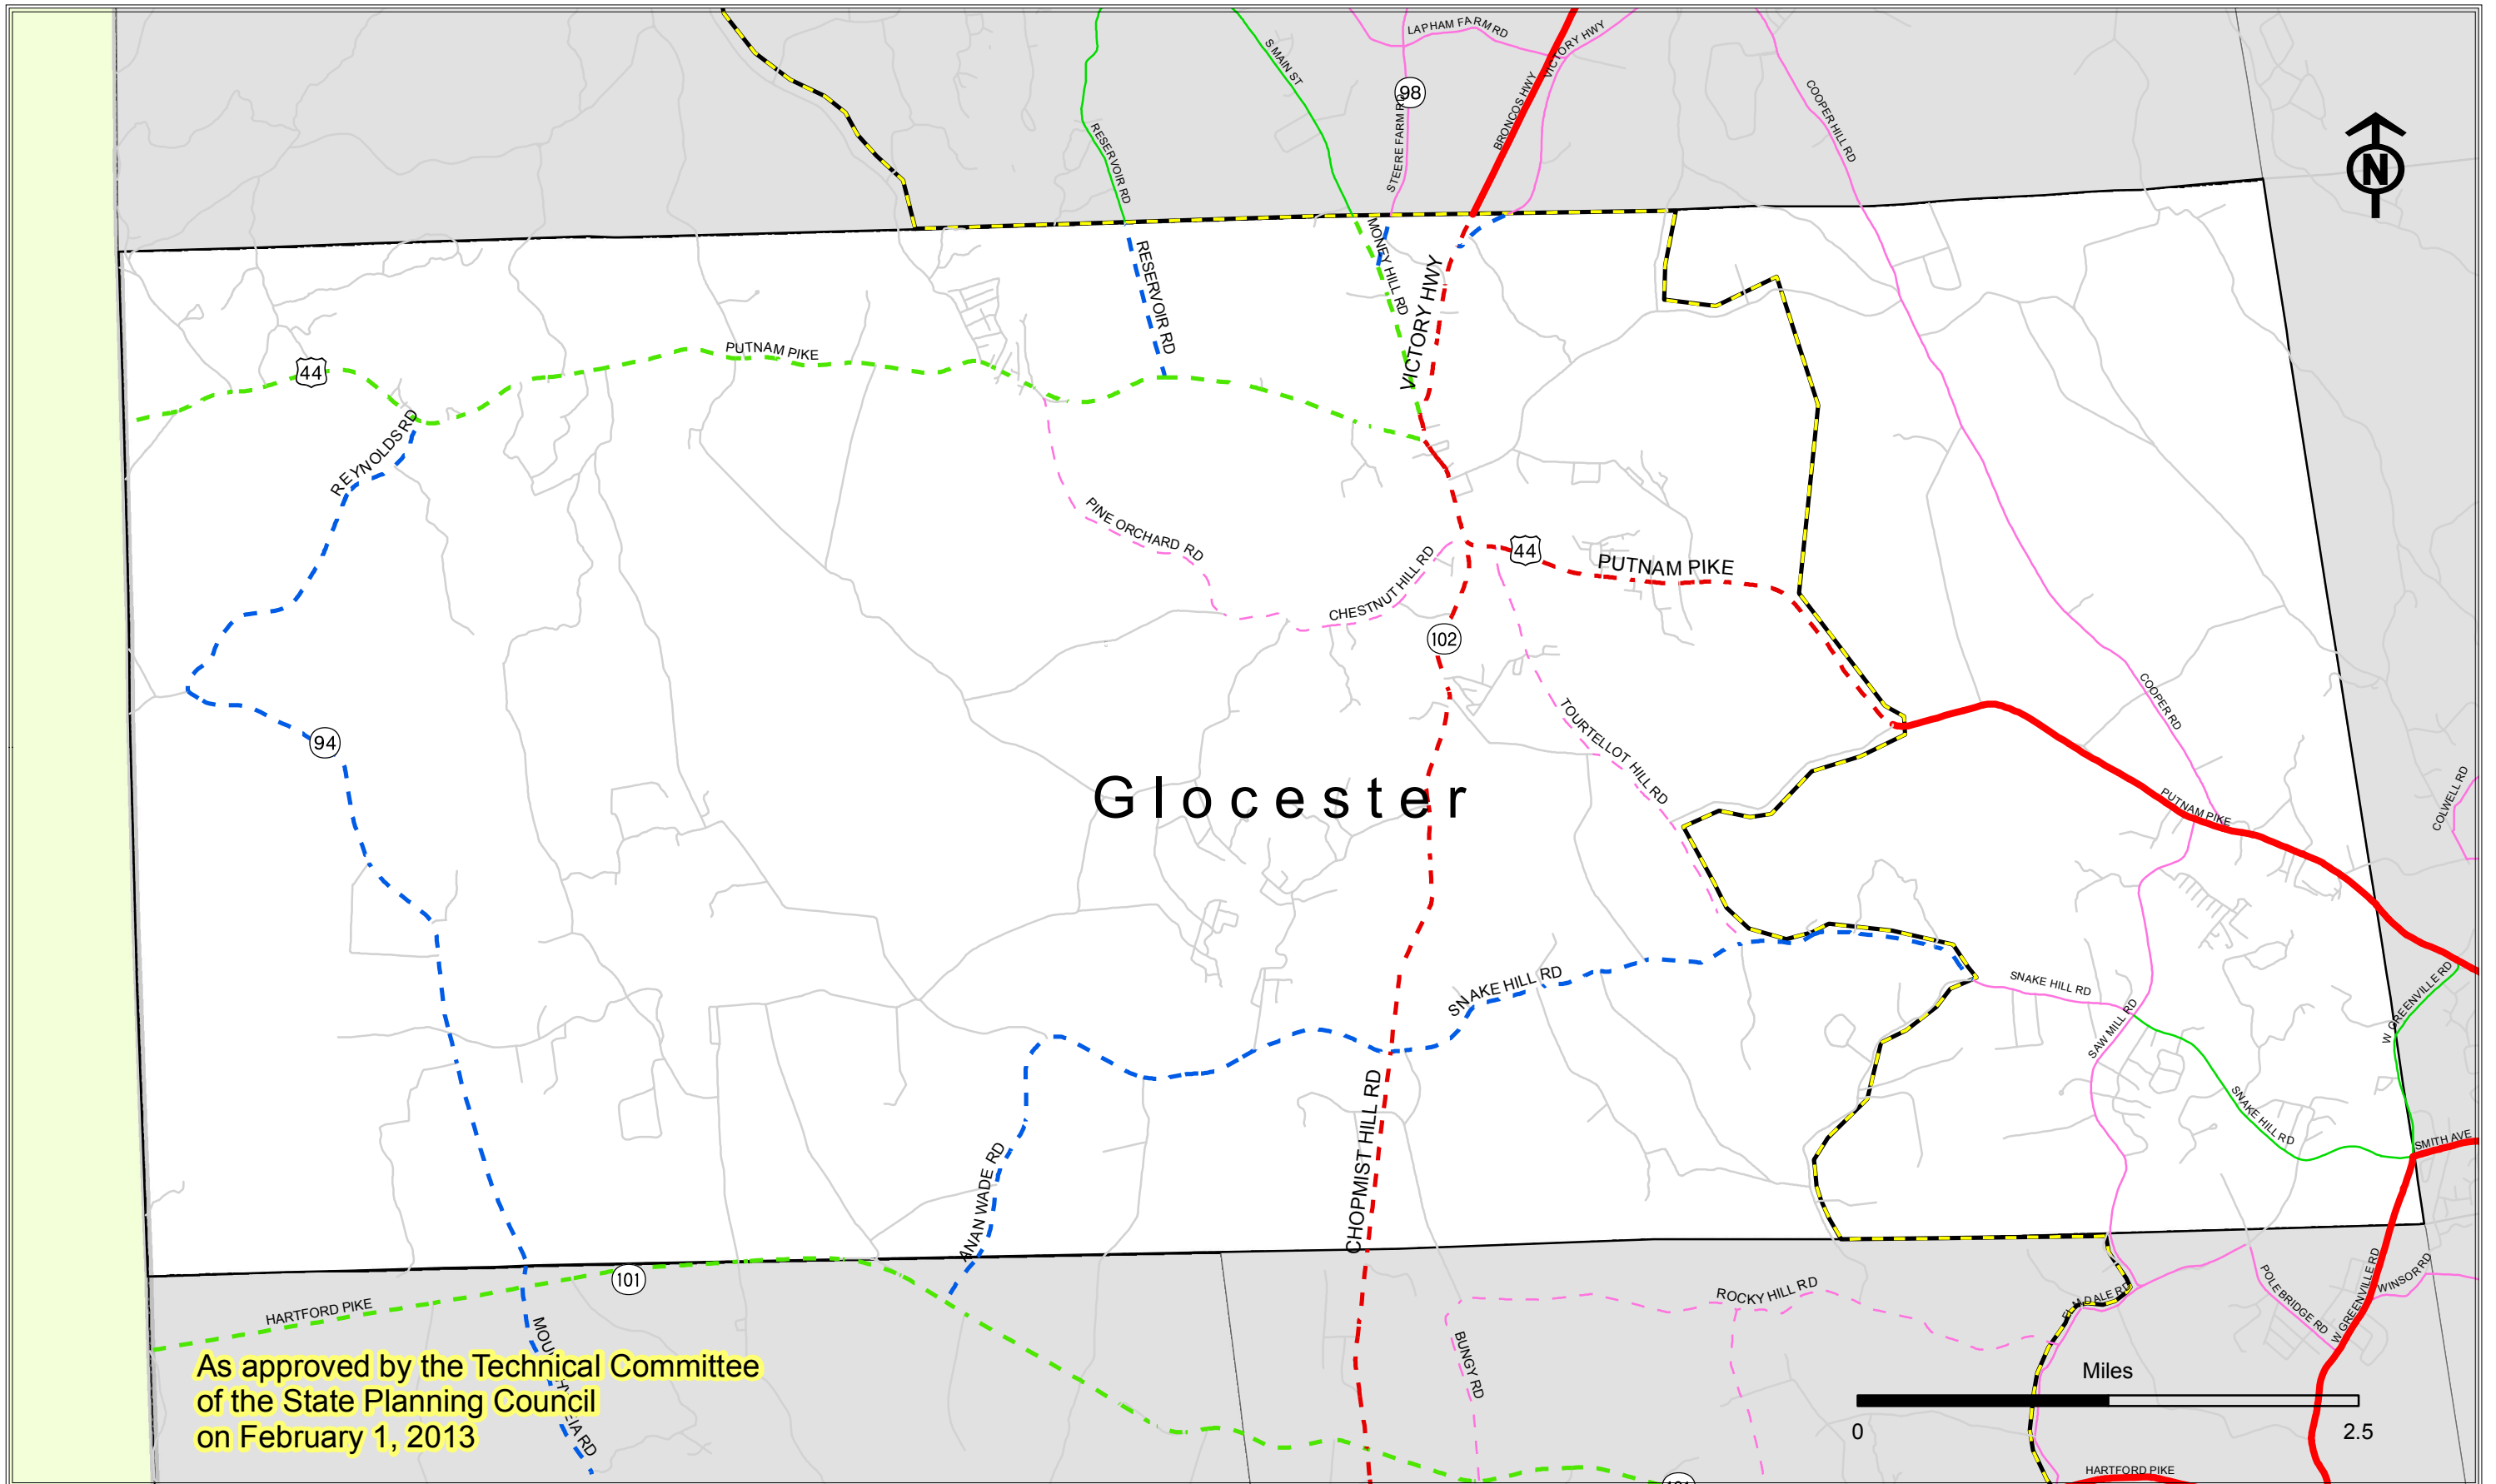 LAPHAM FARM RD
VICTORY HWY
S MAIN ST
98
BRONCOS HWY
COOPER HILL RD
STEERE FARM RD
RESERVOIR RD
N
MONEY HILL RD
RESERVOIR RD
VICTORY HWY
PUTNAM PIKE
44
REYNOLDS RD
PINE ORCHARD RD
44
PUTNAM PIKE
CHESTNUT HILL RD
102
COOPER RD
TOURTELLOT HILL RD
94
Glocester
PUTNAM PIKE
COLWELL RD
SNAKE HILL RD
SNAKE HILL RD
W GREENVILLE RD
SAW MILL RD
SNAKE HILL RD
SMITH AVE
CHOPMIST HILL RD
ANAN WADE RD
101
HARTFORD PIKE
ROCKY HILL RD
POLE BRIDGE RD
WINSOR RD
W GREENVILLE RD
BUNGY RD
As approved by the Technical Committee
of the State Planning Council
on February 1, 2013
Miles
0 2.5
HARTFORD PIKE